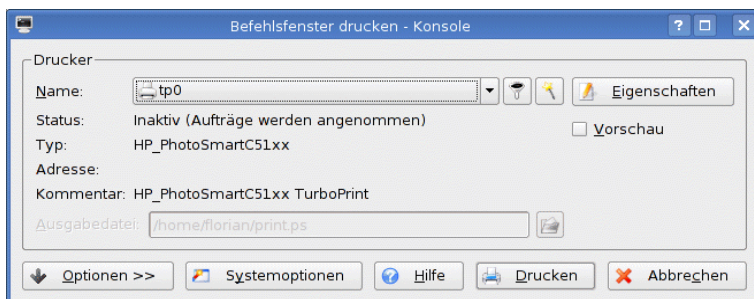 Befehlsfenster drucken - Konsole
Drucker
Name: tp0 Eigenschaften
Status: Inaktiv (Aufträge werden angenommen)
Vorschau
Typ: HP_PhotoSmartC51xx
Adresse:
Kommentar: HP_PhotoSmartC51xx TurboPrint
Ausgabedatei: /home/florian/print.ps
Optionen >> Systemoptionen Hilfe Drucken Abbrechen